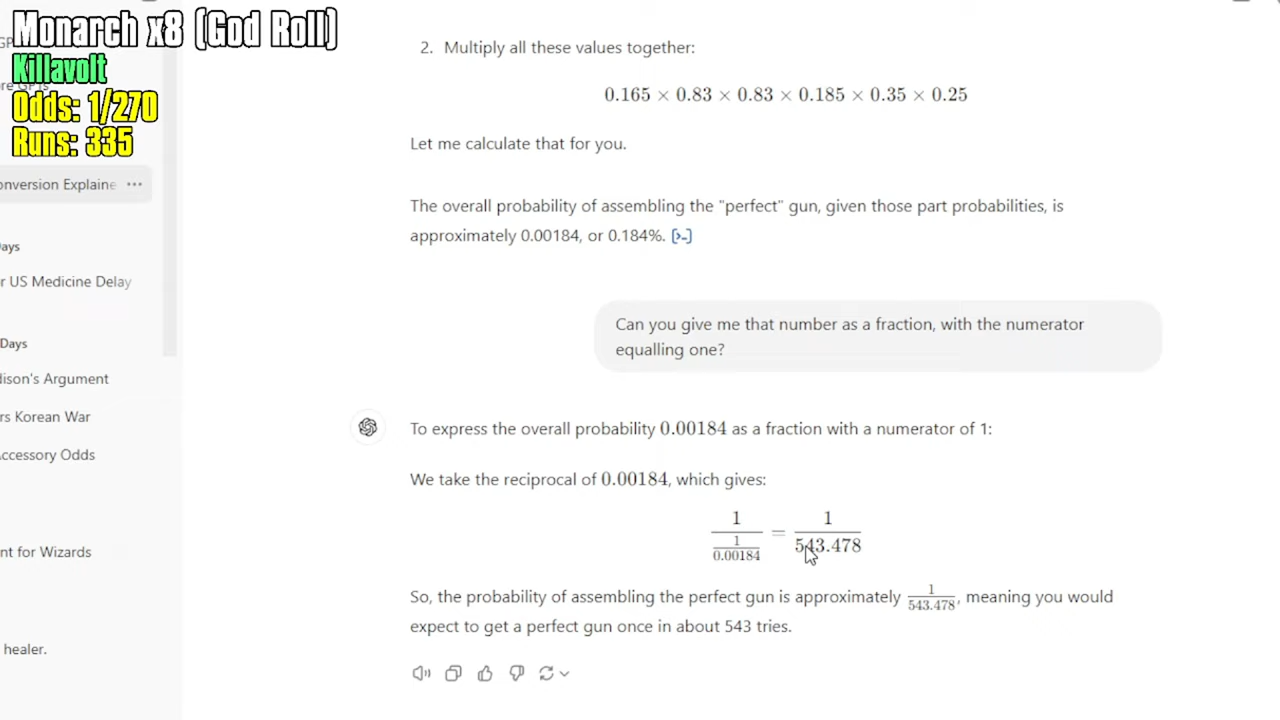 Monarch x8 (God Roll)
Killavolt
Odds: 1/270
Runs: 335
onversion Explaine ...
ays
r US Medicine Delay
Days
dison's Argument
rs Korean War
Accessory Odds
nt for Wizards
healer.
2. Multiply all these values together:
0.165 × 0.83 × 0.83 × 0.185 × 0.35 × 0.25
Let me calculate that for you.
The overall probability of assembling the "perfect" gun, given those part probabilities, is
approximately 0.00184, or 0.184%. [>-]
Can you give me that number as a fraction, with the numerator
equalling one?
To express the overall probability 0.00184 as a fraction with a numerator of 1:
We take the reciprocal of 0.00184, which gives:
1/(1/0.00184) = 1/543.478
So, the probability of assembling the perfect gun is approximately 1/543.478, meaning you would
expect to get a perfect gun once in about 543 tries.